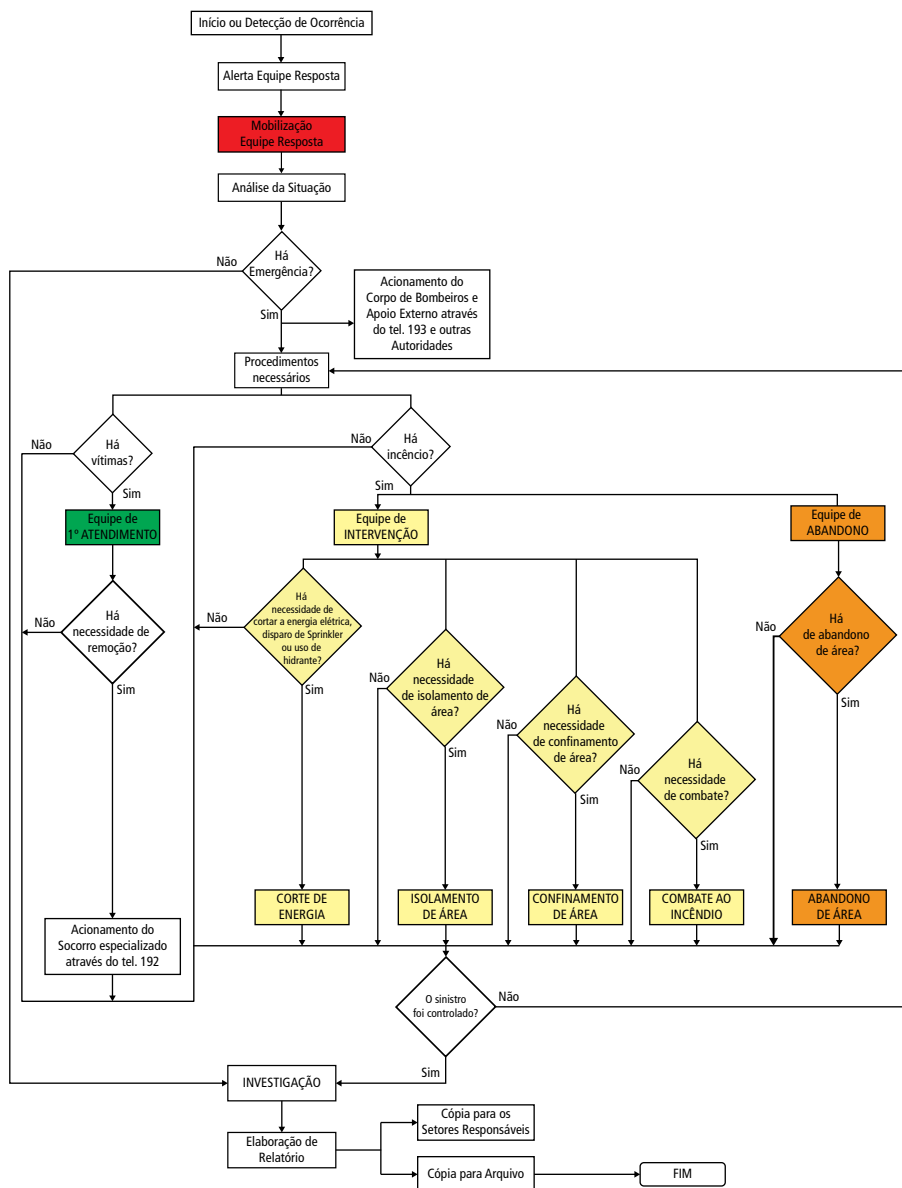 Início ou Detecção de Ocorrência
Alerta Equipe Resposta
Mobilização
Equipe Resposta
Análise da Situação
Há
Emergência?
Não
Sim
Acionamento do
Corpo de Bombeiros e
Apoio Externo através
do tel. 193 e outras
Autoridades
Procedimentos
necessários
Há
vítimas?
Não
Sim
Há
incêncio?
Não
Sim
Equipe de
1º ATENDIMENTO
Equipe de
INTERVENÇÃO
Equipe de
ABANDONO
Há
necessidade de
remoção?
Não
Sim
Há
necessidade de
cortar a energia elétrica,
disparo de Sprinkler
ou uso de
hidrante?
Não
Sim
Há
necessidade
de isolamento de
área?
Não
Sim
Há
necessidade
de confinamento
de área?
Não
Sim
Há
necessidade
de combate?
Não
Sim
Há
de abandono
de área?
Não
Sim
CORTE DE
ENERGIA
ISOLAMENTO
DE ÁREA
CONFINAMENTO
DE ÁREA
COMBATE AO
INCÊNDIO
ABANDONO
DE ÁREA
Acionamento do
Socorro especializado
através do tel. 192
O sinistro
foi controlado?
Não
Sim
INVESTIGAÇÃO
Elaboração de
Relatório
Cópia para os
Setores Responsáveis
Cópia para Arquivo
FIM